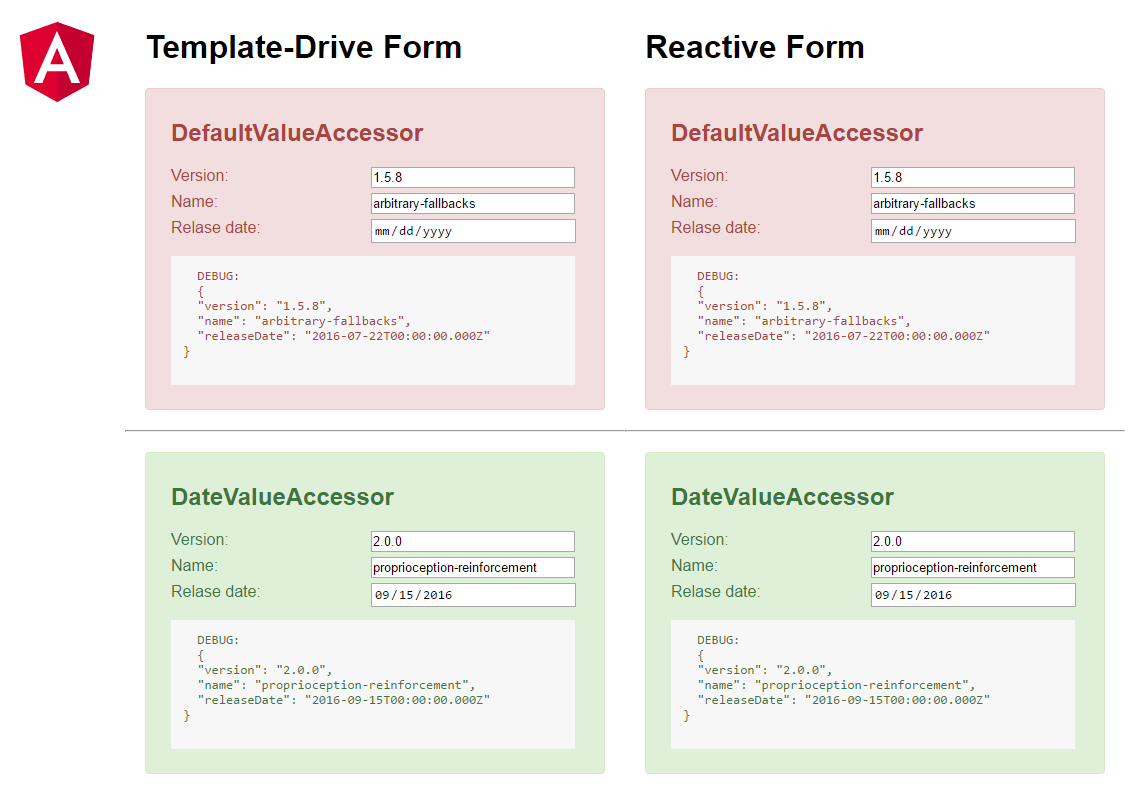 A
Template-Drive Form
DefaultValueAccessor
Version: 1.5.8
Name: arbitrary-fallbacks
Relase date: mm/dd/yyyy
DEBUG:
{
"version": "1.5.8",
"name": "arbitrary-fallbacks",
"releaseDate": "2016-07-22T00:00:00.000Z"
}
Reactive Form
DefaultValueAccessor
Version: 1.5.8
Name: arbitrary-fallbacks
Relase date: mm/dd/yyyy
DEBUG:
{
"version": "1.5.8",
"name": "arbitrary-fallbacks",
"releaseDate": "2016-07-22T00:00:00.000Z"
}
DateValueAccessor
Version: 2.0.0
Name: proprioception-reinforcement
Relase date: 09/15/2016
DEBUG:
{
"version": "2.0.0",
"name": "proprioception-reinforcement",
"releaseDate": "2016-09-15T00:00:00.000Z"
}
DateValueAccessor
Version: 2.0.0
Name: proprioception-reinforcement
Relase date: 09/15/2016
DEBUG:
{
"version": "2.0.0",
"name": "proprioception-reinforcement",
"releaseDate": "2016-09-15T00:00:00.000Z"
}